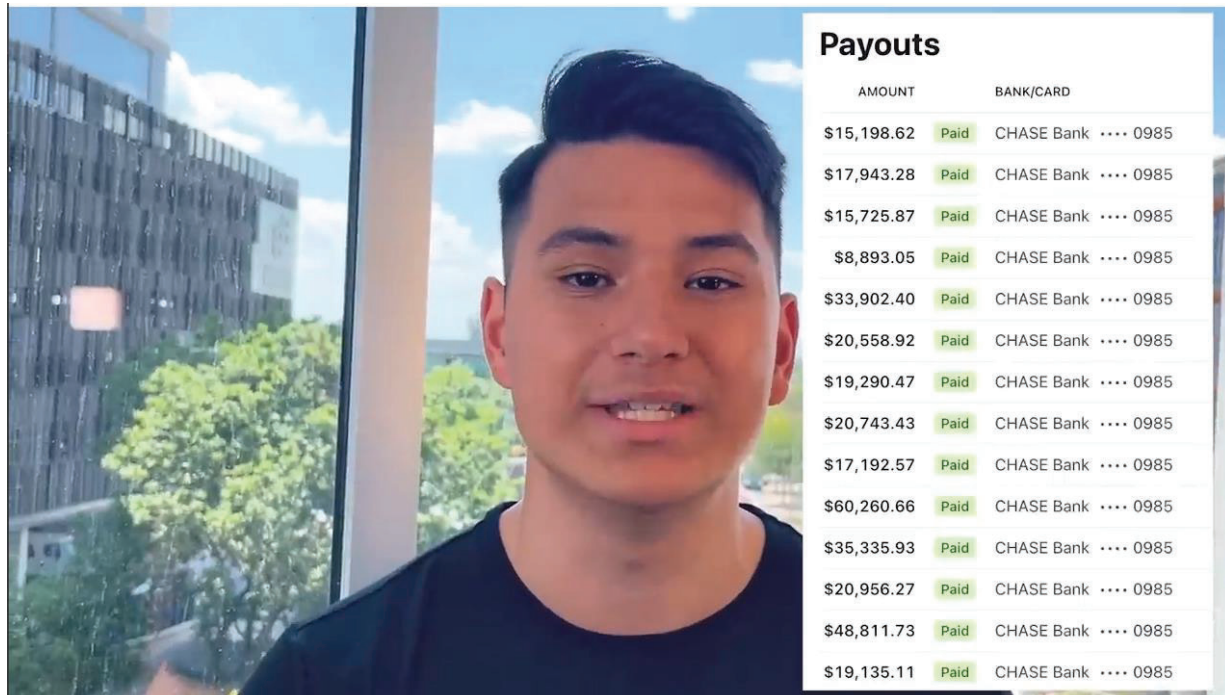 Payouts
AMOUNT BANK/CARD
$15,198.62 Paid CHASE Bank •••• 0985
$17,943.28 Paid CHASE Bank •••• 0985
$15,725.87 Paid CHASE Bank •••• 0985
$8,893.05 Paid CHASE Bank •••• 0985
$33,902.40 Paid CHASE Bank •••• 0985
$20,558.92 Paid CHASE Bank •••• 0985
$19,290.47 Paid CHASE Bank •••• 0985
$20,743.43 Paid CHASE Bank •••• 0985
$17,192.57 Paid CHASE Bank •••• 0985
$60,260.66 Paid CHASE Bank •••• 0985
$35,335.93 Paid CHASE Bank •••• 0985
$20,956.27 Paid CHASE Bank •••• 0985
$48,811.73 Paid CHASE Bank •••• 0985
$19,135.11 Paid CHASE Bank •••• 0985